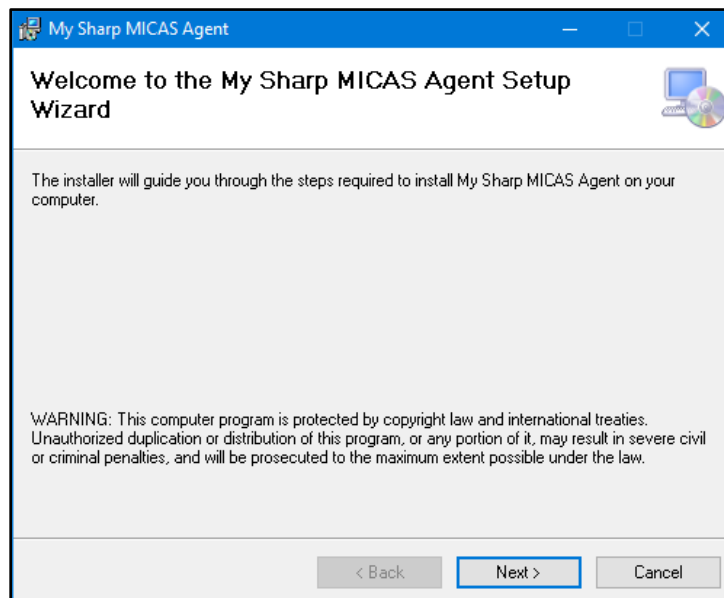 My Sharp MICAS Agent
Welcome to the My Sharp MICAS Agent Setup
Wizard
The installer will guide you through the steps required to install My Sharp MICAS Agent on your
computer.
WARNING: This computer program is protected by copyright law and international treaties.
Unauthorized duplication or distribution of this program, or any portion of it, may result in severe civil
or criminal penalties, and will be prosecuted to the maximum extent possible under the law.
< Back Next > Cancel